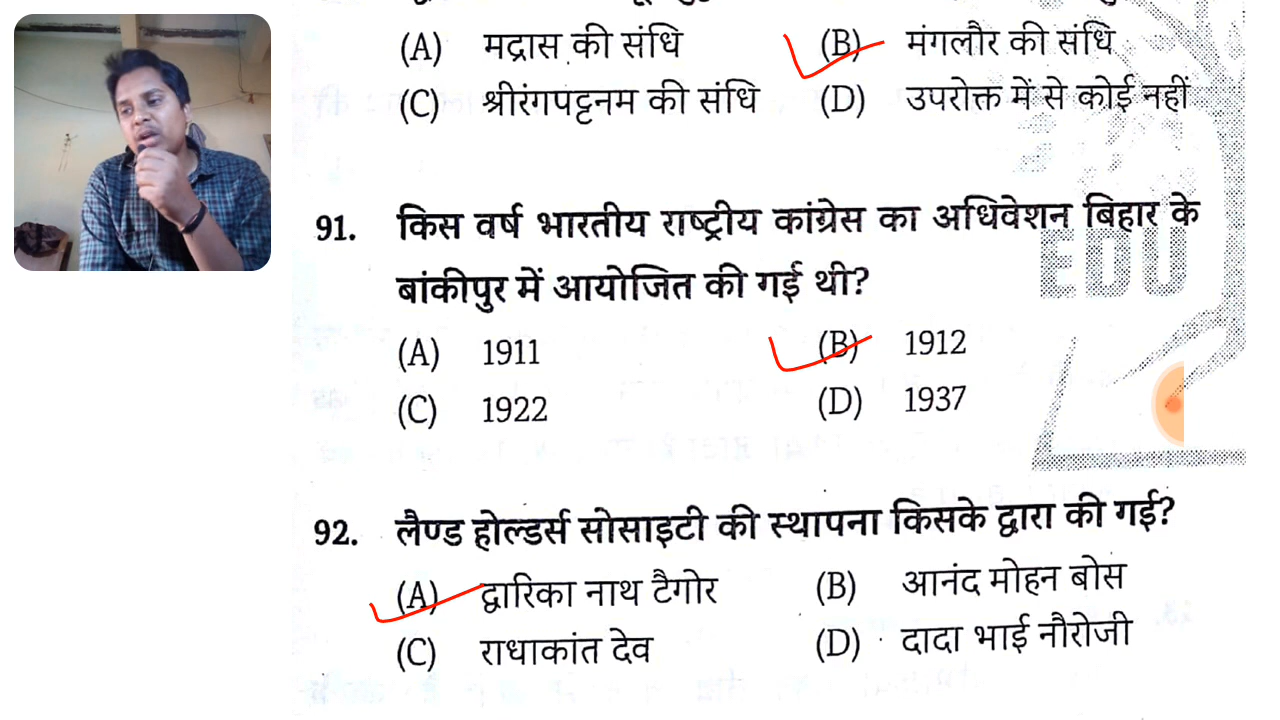 (A) मद्रास की संधि (B) मंगलौर की संधि
(C) श्रीरंगपट्टनम की संधि (D) उपरोक्त में से कोई नहीं
91. किस वर्ष भारतीय राष्ट्रीय कांग्रेस का अधिवेशन बिहार के
बांकीपुर में आयोजित की गई थी?
(A) 1911 (B) 1912
(C) 1922 (D) 1937
92. लैण्ड होल्डर्स सोसाइटी की स्थापना किसके द्वारा की गई?
(A) द्वारिका नाथ टैगोर (B) आनंद मोहन बोस
(C) राधाकांत देव (D) दादा भाई नौरोजी
EDU